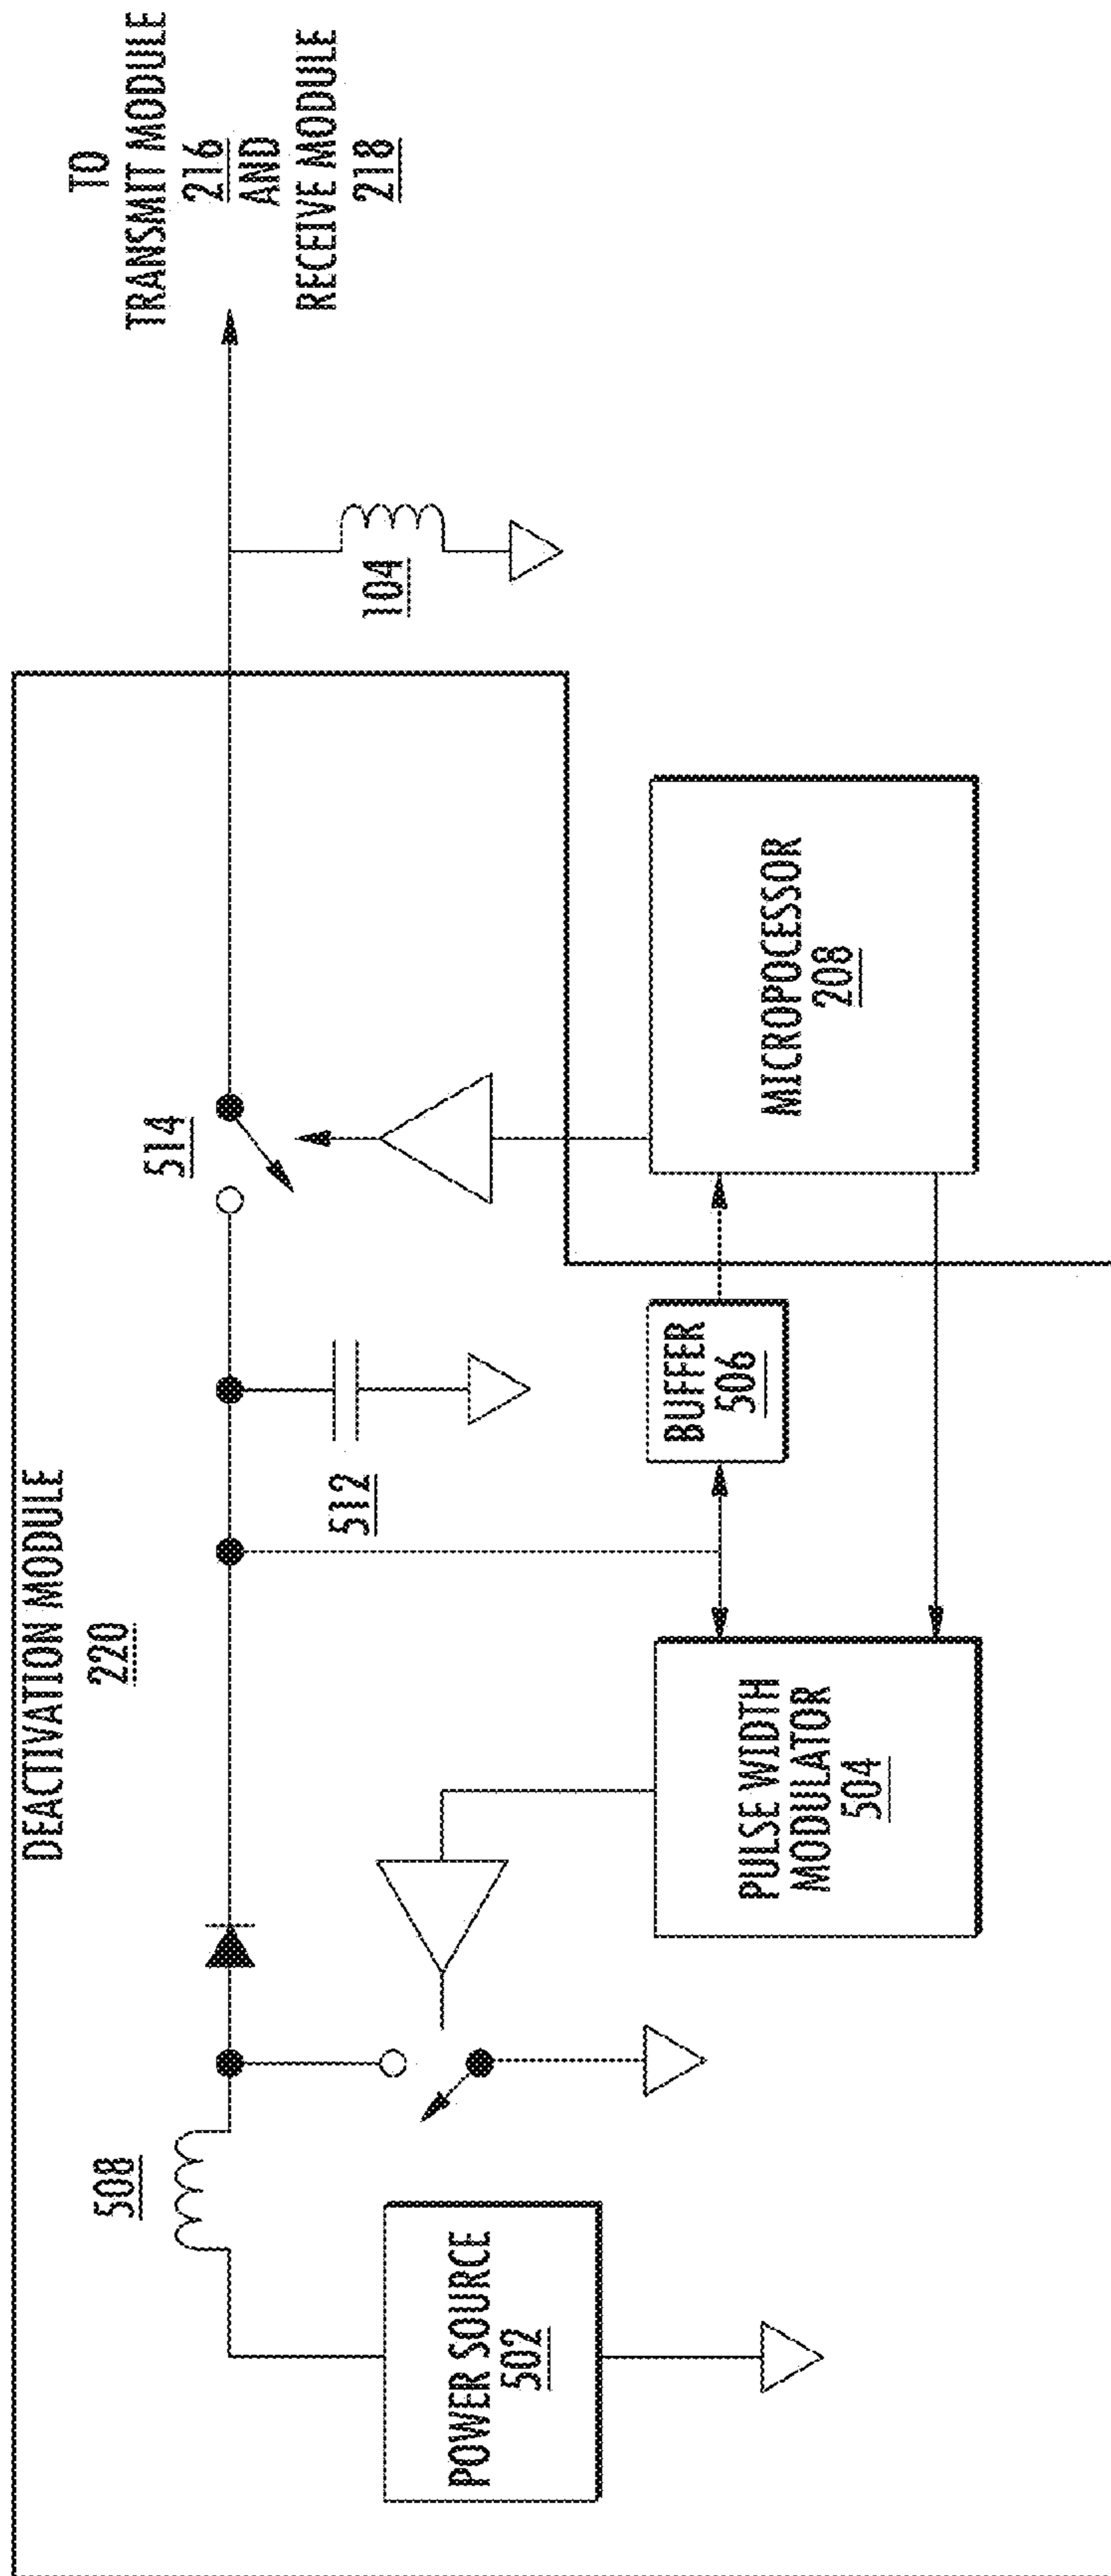 DEACTIVATION MODULE
220
508
514
TO
TRANSMIT MODULE
216
AND
RECEIVE MODULE
218
512
104
POWER SOURCE
502
PULSE WIDTH
MODULATOR
504
BUFFER
506
MICROPOCESSOR
208